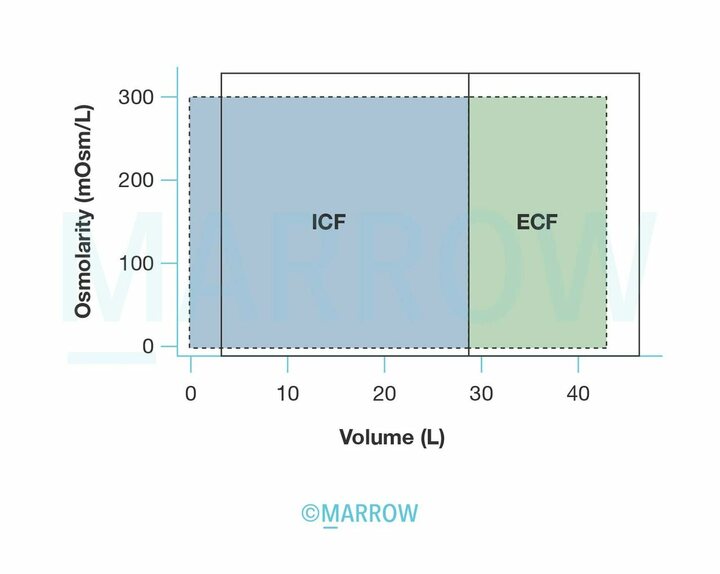 300
200
100
0
Osmolarity (mOsm/L)
ICF
ECF
MARROW
0 10 20 30 40
Volume (L)
©MARROW